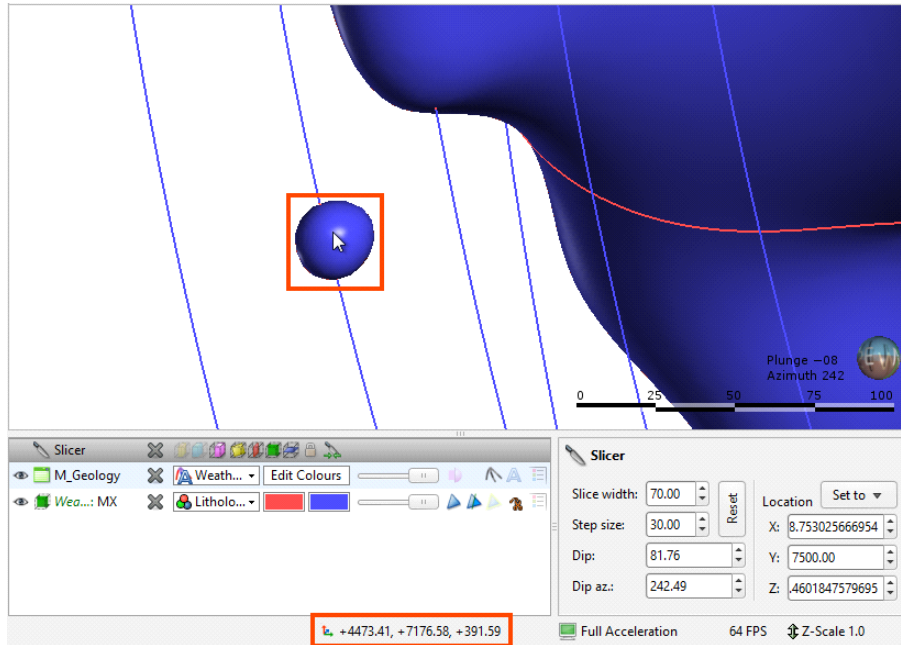 Plunge −08
Azimuth 242
0 25 50 75 100
Slicer
M_Geology Weath... Edit Colours
Wea...: MX Litholo...
Slicer
Slice width: 70.00
Reset
Location Set to
Step size: 30.00
X: 8.753025666954
Dip: 81.76
Y: 7500.00
Dip az.: 242.49
Z: .4601847579695
+4473.41, +7176.58, +391.59
Full Acceleration 64 FPS Z-Scale 1.0